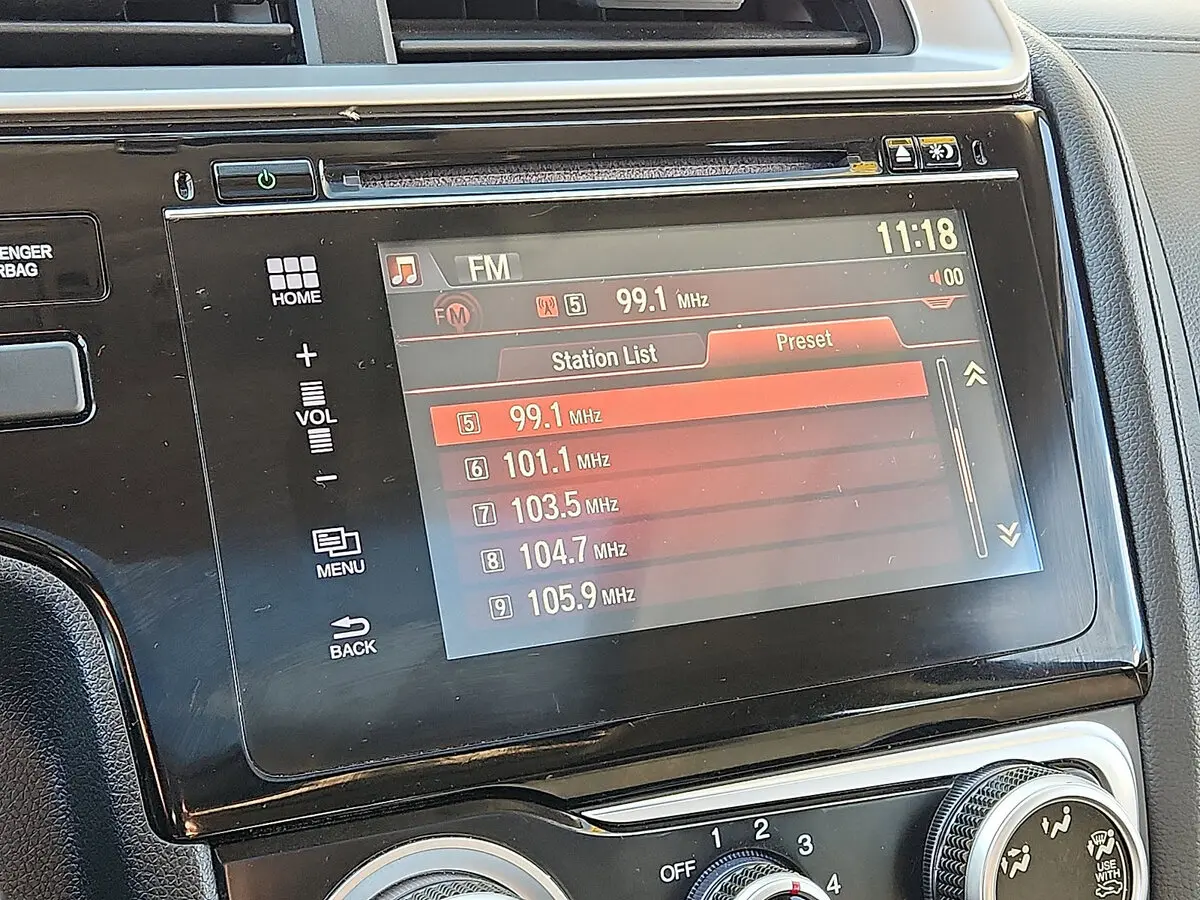 ENGER
RBAG
HOME
+
VOL
−
MENU
BACK
FM
11:18
FM
5 99.1 MHz
00
Station List
Preset
5 99.1 MHz
6 101.1 MHz
7 103.5 MHz
8 104.7 MHz
9 105.9 MHz
OFF 1 2 3 4
USE
WITH